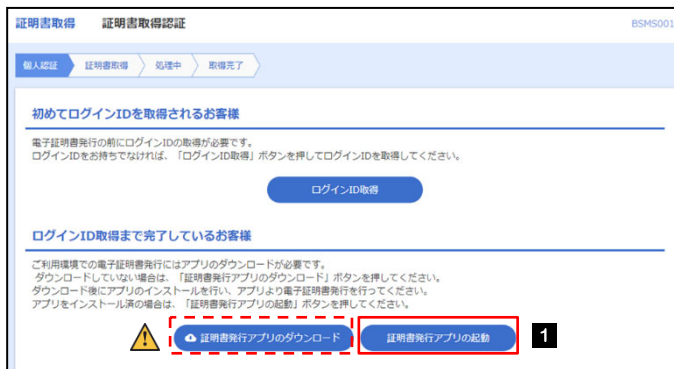 証明書取得 証明書取得認証 BSMS001
個人認証 証明書取得 処理中 取得完了
初めてログインIDを取得されるお客様
電子証明書発行の前にログインIDの取得が必要です。
ログインIDをお持ちでなければ、「ログインID取得」ボタンを押してログインIDを取得してください。
ログインID取得
ログインID取得まで完了しているお客様
ご利用環境での電子証明書発行にはアプリのダウンロードが必要です。
ダウンロードしていない場合は、「証明書発行アプリのダウンロード」ボタンを押してください。
ダウンロード後にアプリのインストールを行い、アプリより電子証明書発行を行ってください。
アプリをインストール済の場合は、「証明書発行アプリの起動」ボタンを押してください。
証明書発行アプリのダウンロード 証明書発行アプリの起動 1